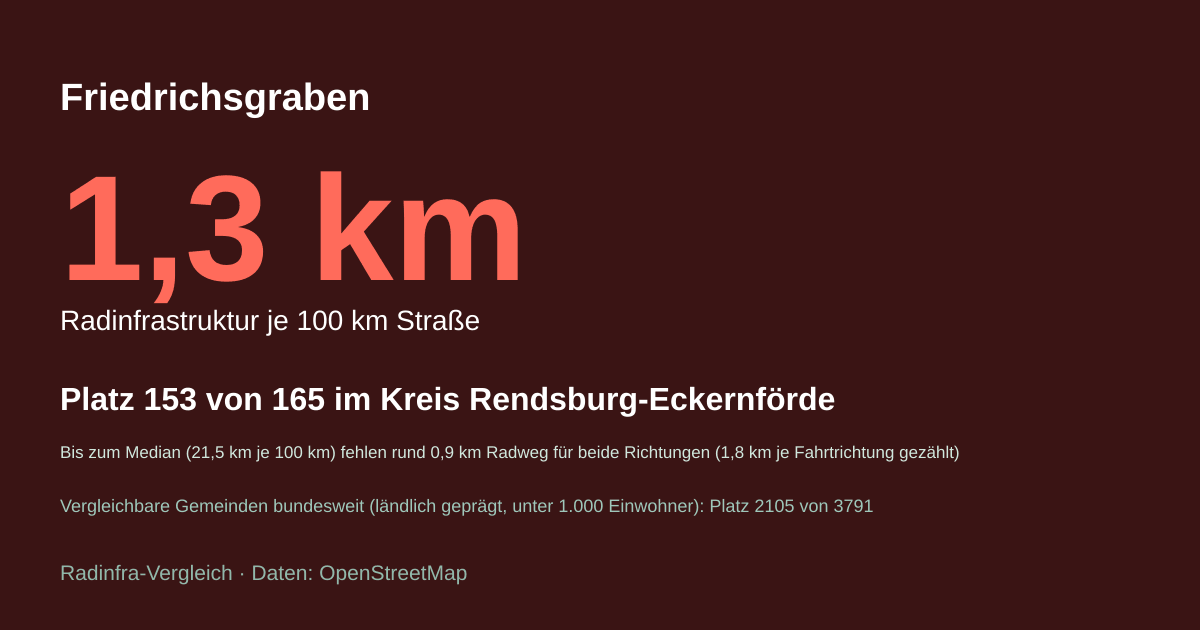 Friedrichsgraben
1,3 km
Radinfrastruktur je 100 km Straße
Platz 153 von 165 im Kreis Rendsburg-Eckernförde
Bis zum Median (21,5 km je 100 km) fehlen rund 0,9 km Radweg für beide Richtungen (1,8 km je Fahrtrichtung gezählt)
Vergleichbare Gemeinden bundesweit (ländlich geprägt, unter 1.000 Einwohner): Platz 2105 von 3791
Radinfra-Vergleich · Daten: OpenStreetMap